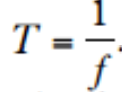 T = 1/f.